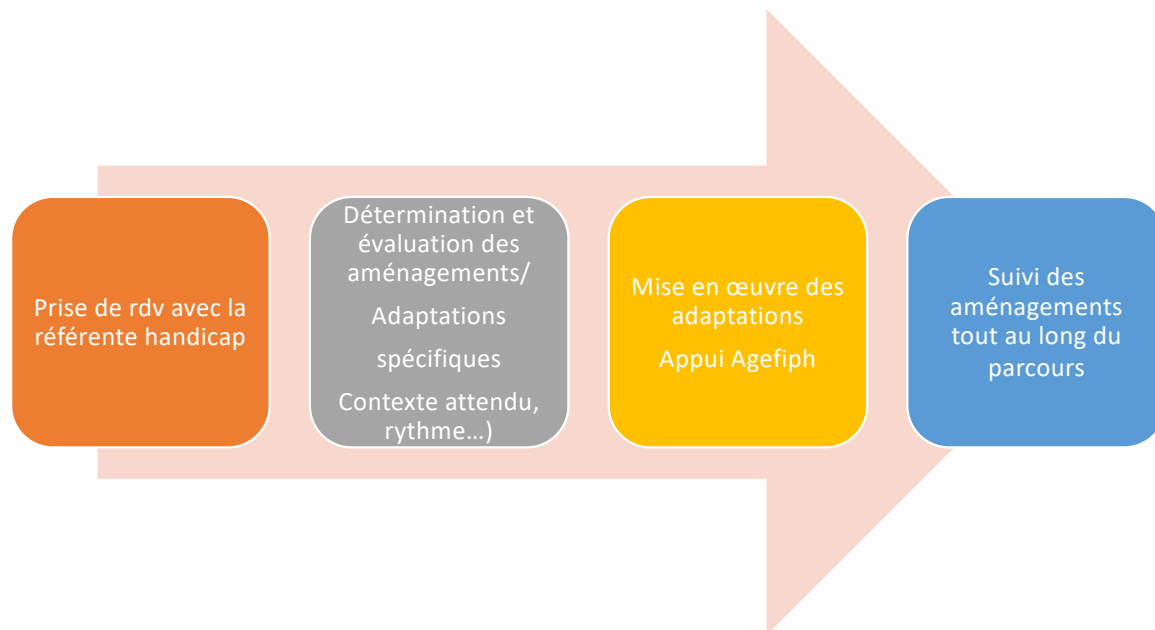 Prise de rdv avec la
référente handicap
Détermination et
évaluation des
aménagements/
Adaptations
spécifiques
Contexte attendu,
rythme…)
Mise en œuvre des
adaptations
Appui Agefiph
Suivi des
aménagements
tout au long du
parcours